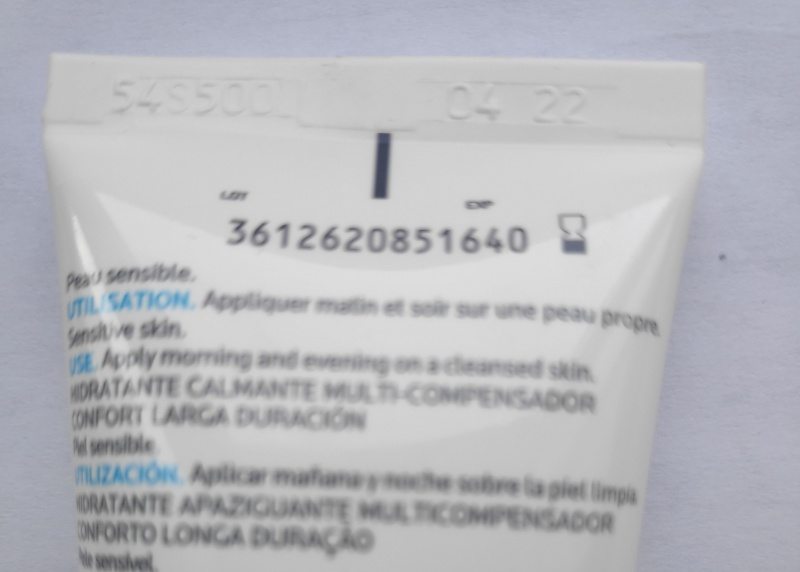 54S500 04 22
LOT EXP
3612620851640
Peau sensible.
UTILISATION. Appliquer matin et soir sur une peau propre.
Sensitive skin.
USE. Apply morning and evening on a cleansed skin.
HIDRATANTE CALMANTE MULTI-COMPENSADOR
CONFORT LARGA DURACIÓN
Piel sensible.
UTILIZACIÓN. Aplicar mañana y noche sobre la piel limpia
HIDRATANTE APAZIGUANTE MULTICOMPENSADOR
CONFORTO LONGA DURAÇÃO
Pele sensível.